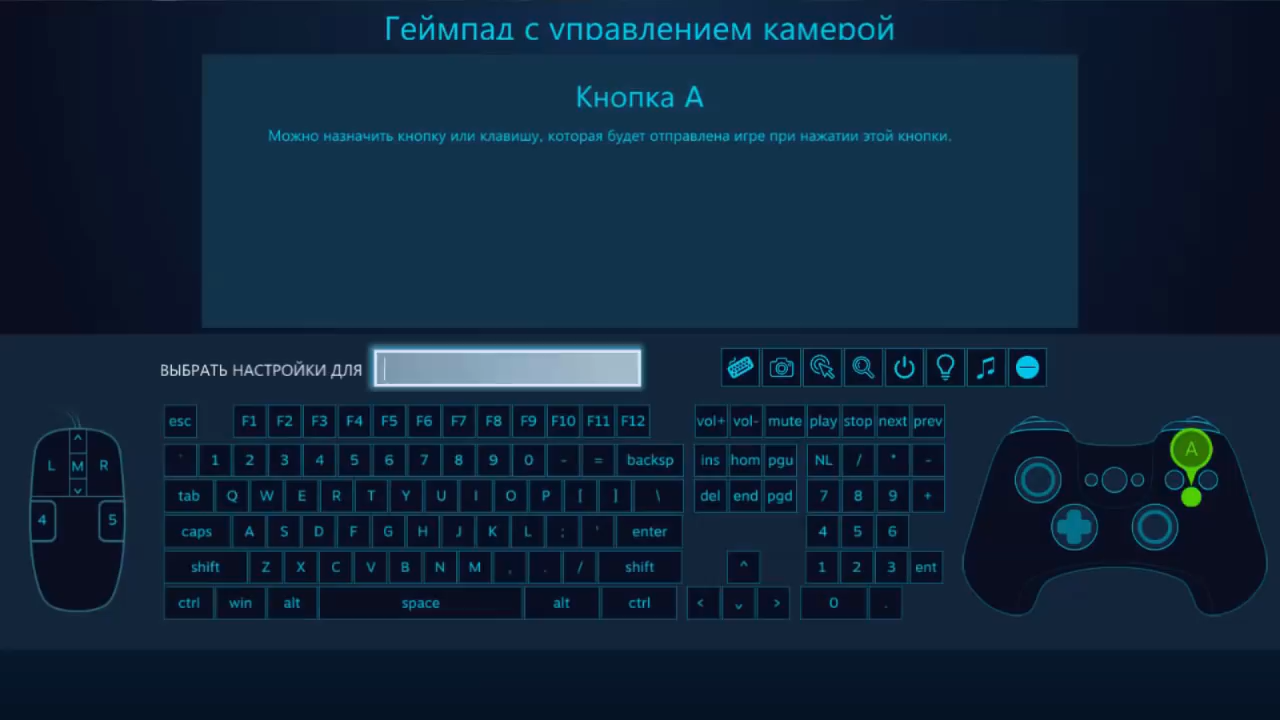 Геймпад с управлением камерой
Кнопка A
Можно назначить кнопку или клавишу, которая будет отправлена игре при нажатии этой кнопки.
ВЫБРАТЬ НАСТРОЙКИ ДЛЯ
esc F1 F2 F3 F4 F5 F6 F7 F8 F9 F10 F11 F12 vol+ vol- mute play stop next prev
` 1 2 3 4 5 6 7 8 9 0 - = backsp ins hom pgu NL / * -
tab Q W E R T Y U I O P [ ] \ del end pgd 7 8 9 +
caps A S D F G H J K L ; ' enter 4 5 6
shift Z X C V B N M , . / shift ^ 1 2 3 ent
ctrl win alt space alt ctrl < ⌄ > 0 .
^
L M R
⌄
4 5
A